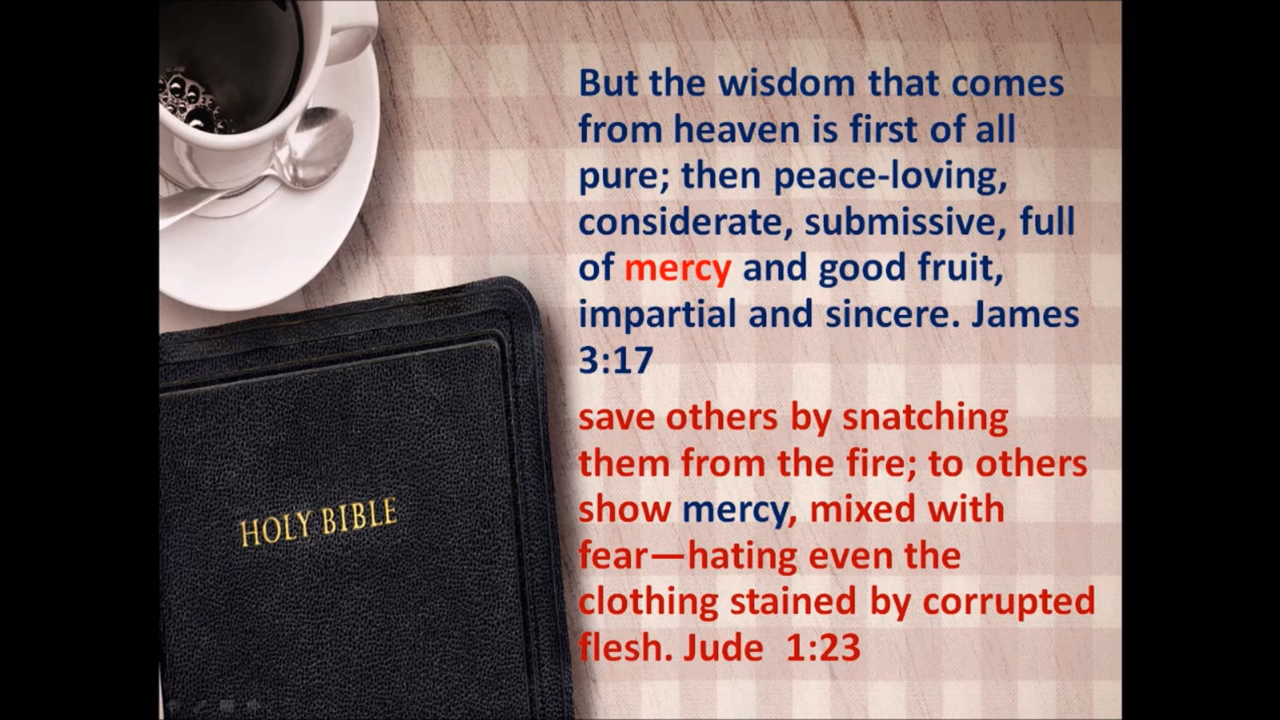 But the wisdom that comes
from heaven is first of all
pure; then peace-loving,
considerate, submissive, full
of mercy and good fruit,
impartial and sincere. James
3:17
save others by snatching
them from the fire; to others
show mercy, mixed with
fear—hating even the
clothing stained by corrupted
flesh. Jude  1:23
HOLY BIBLE